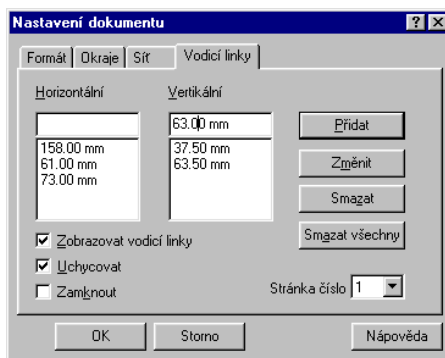 Nastavení dokumentu
Formát Okraje Síť Vodicí linky
Horizontální Vertikální
63.00 mm
Přidat
158.00 mm 37.50 mm
61.00 mm 63.50 mm
73.00 mm
Změnit
Smazat
Smazat všechny
Zobrazovat vodicí linky
Uchycovat
Zamknout
Stránka číslo 1
OK Storno Nápověda